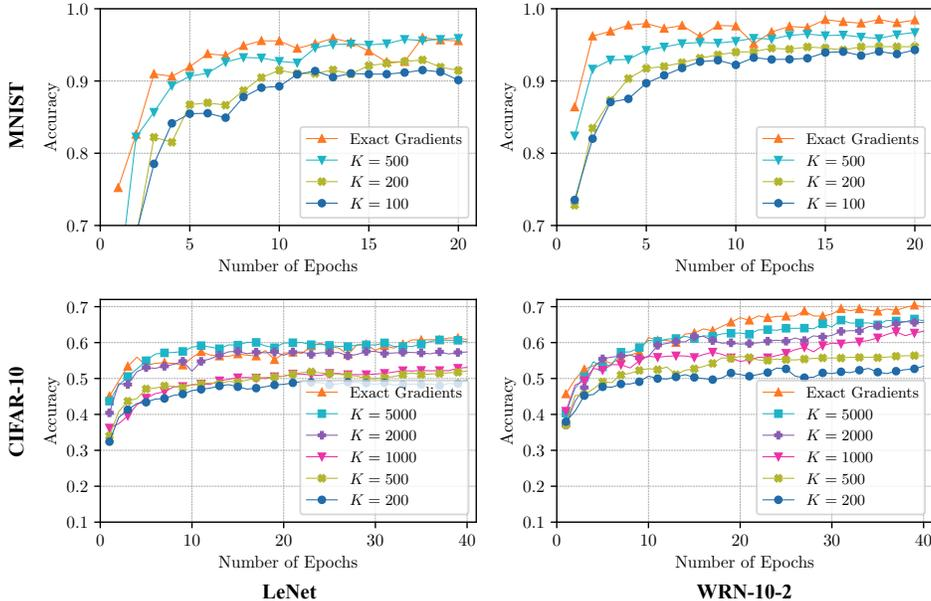 MNIST
Accuracy
1.0
0.9
0.8
0.7
0 5 10 15 20
Number of Epochs
Exact Gradients
K = 500
K = 200
K = 100
Accuracy
1.0
0.9
0.8
0.7
0 5 10 15 20
Number of Epochs
Exact Gradients
K = 500
K = 200
K = 100
CIFAR-10
Accuracy
0.7
0.6
0.5
0.4
0.3
0.2
0.1
0 10 20 30 40
Number of Epochs
Exact Gradients
K = 5000
K = 2000
K = 1000
K = 500
K = 200
LeNet
Accuracy
0.7
0.6
0.5
0.4
0.3
0.2
0.1
0 10 20 30 40
Number of Epochs
Exact Gradients
K = 5000
K = 2000
K = 1000
K = 500
K = 200
WRN-10-2